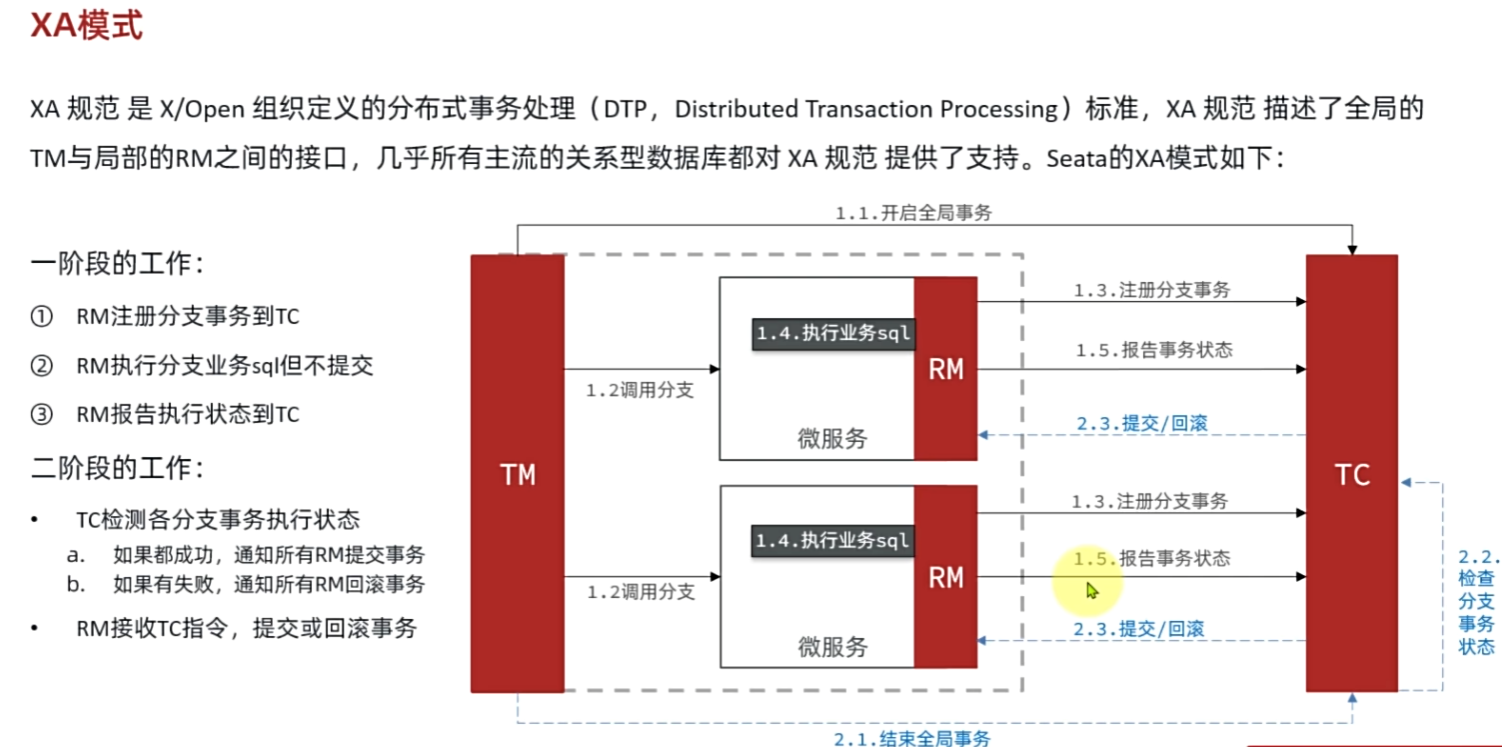 XA模式
XA 规范 是 X/Open 组织定义的分布式事务处理（DTP，Distributed Transaction Processing）标准，XA 规范 描述了全局的
TM与局部的RM之间的接口，几乎所有主流的关系型数据库都对 XA 规范 提供了支持。Seata的XA模式如下：
一阶段的工作：
① RM注册分支事务到TC
② RM执行分支业务sql但不提交
③ RM报告执行状态到TC
二阶段的工作：
• TC检测各分支事务执行状态
a. 如果都成功，通知所有RM提交事务
b. 如果有失败，通知所有RM回滚事务
• RM接收TC指令，提交或回滚事务
1.1.开启全局事务
TM
1.2调用分支
1.4.执行业务sql
RM
微服务
1.3.注册分支事务
1.5.报告事务状态
2.3.提交/回滚
1.2调用分支
1.4.执行业务sql
RM
微服务
1.3.注册分支事务
1.5.报告事务状态
2.3.提交/回滚
TC
2.2.
检查
分支
事务
状态
2.1.结束全局事务